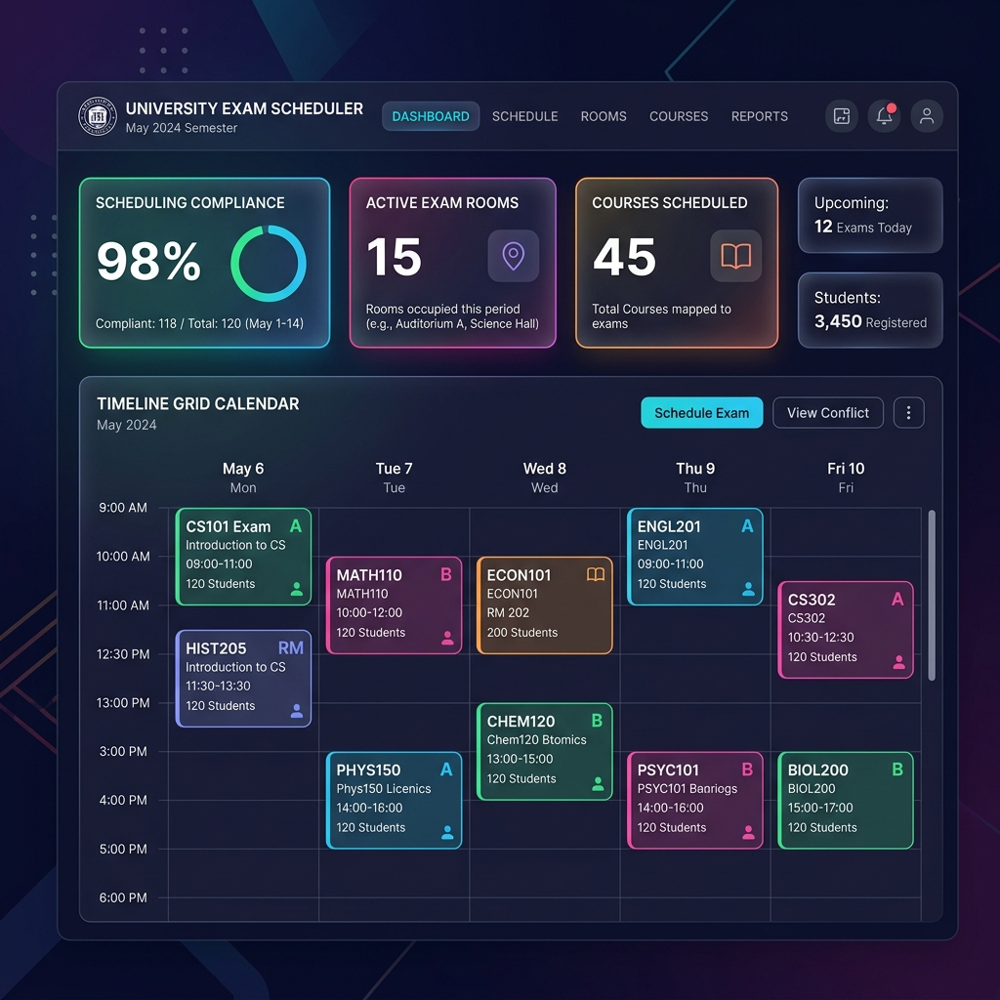 UNIVERSITY EXAM SCHEDULER
May 2024 Semester
DASHBOARD
SCHEDULE
ROOMS
COURSES
REPORTS
SCHEDULING COMPLIANCE
98%
Compliant: 118 / Total: 120 (May 1-14)
ACTIVE EXAM ROOMS
15
Rooms occupied this period
(e.g., Auditorium A, Science Hall)
COURSES SCHEDULED
45
Total Courses mapped to
exams
Upcoming:
12 Exams Today
Students:
3,450 Registered
TIMELINE GRID CALENDAR
May 2024
Schedule Exam
View Conflict
May 6
Mon
Tue 7
Tue
Wed 8
Wed
Thu 9
Thu
Fri 10
Fri
9:00 AM
10:00 AM
11:00 AM
12:30 PM
13:00 PM
3:00 PM
4:00 PM
5:00 PM
6:00 PM
CS101 Exam A
Introduction to CS
09:00-11:00
120 Students
HIST205 RM
Introduction to CS
11:30-13:30
120 Students
MATH110 B
MATH110
10:00-12:00
120 Students
PHYS150 A
Phys150 Licenics
14:00-16:00
120 Students
ECON101
ECON101
RM 202
200 Students
CHEM120 B
Chem120 Btomics
13:00-15:00
120 Students
ENGL201 A
ENGL201
09:00-11:00
120 Students
PSYC101 B
PSYC101 Banriogs
14:00-16:00
120 Students
CS302 A
CS302
10:30-12:30
120 Students
BIOL200 B
BIOL200
15:00-17:00
120 Students